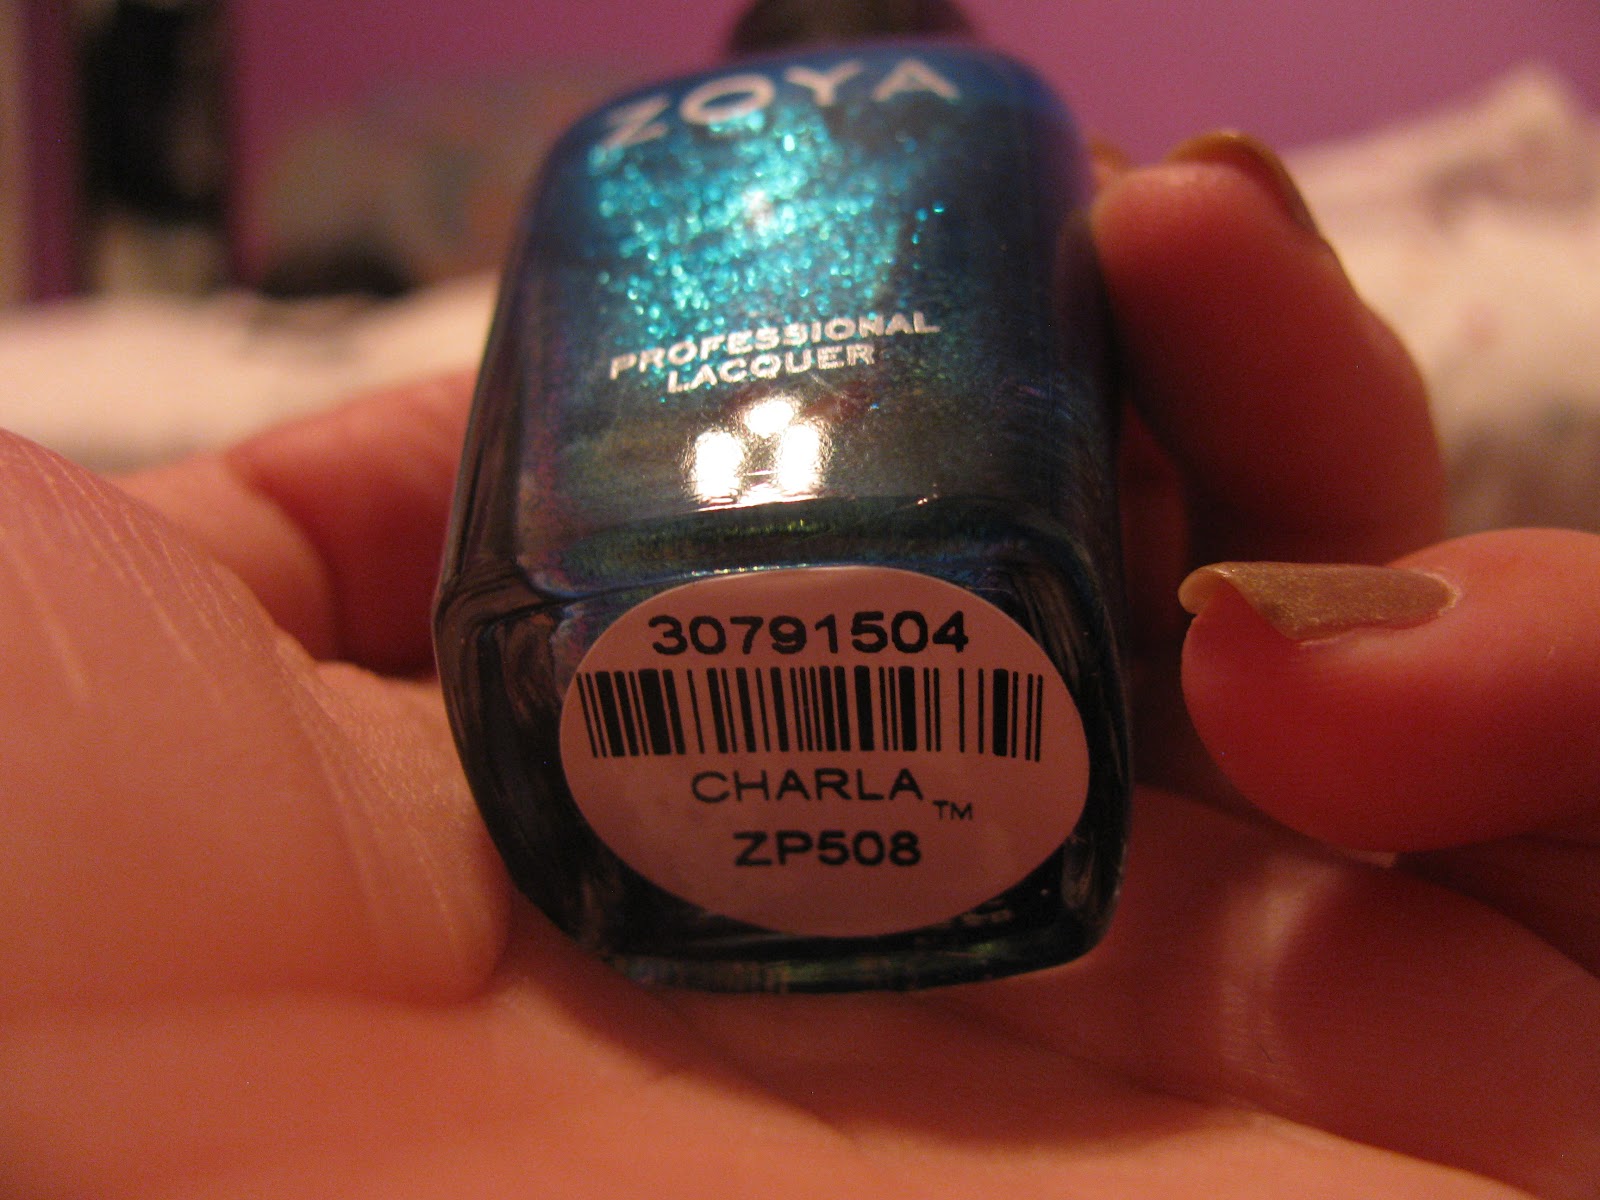 ZOYA
PROFESSIONAL
LACQUER
30791504
CHARLA™
ZP508